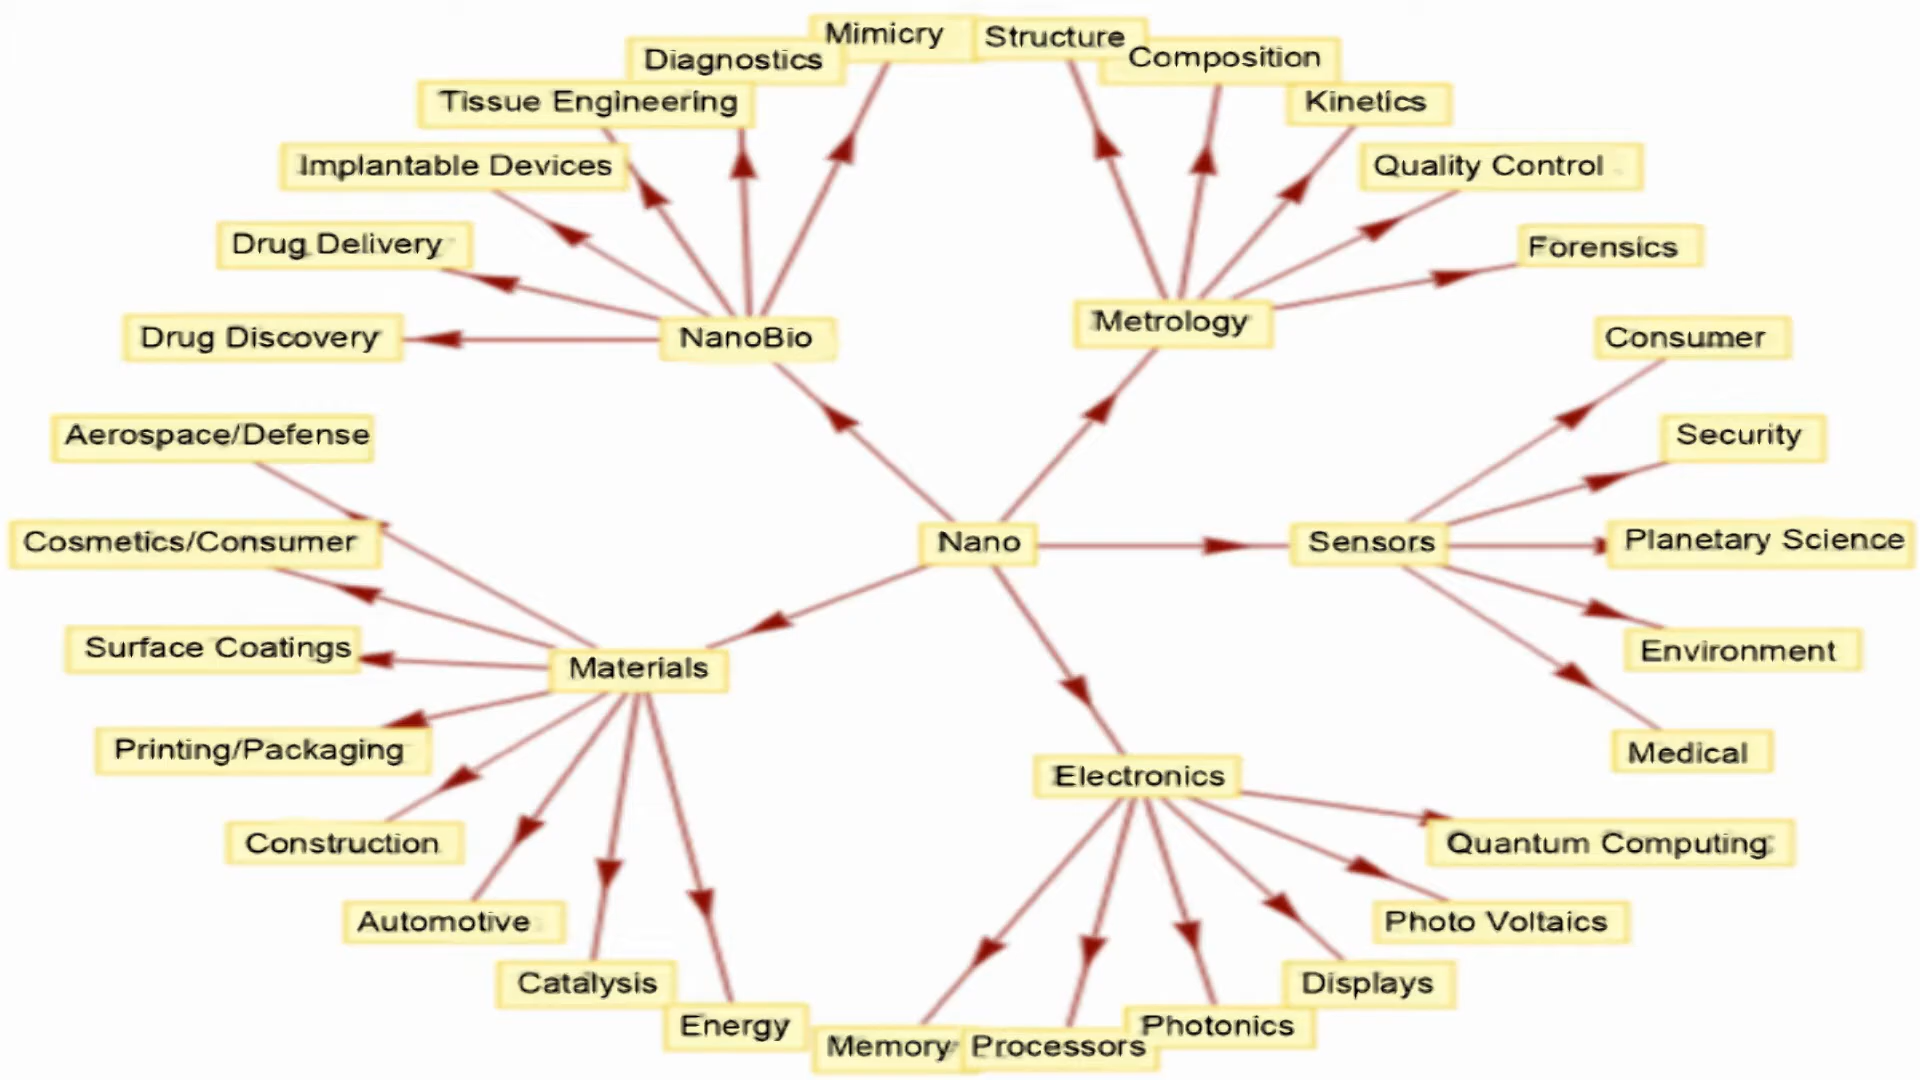 Mimicry
Structure
Diagnostics
Composition
Tissue Engineering
Kinetics
Implantable Devices
Quality Control
Drug Delivery
Forensics
Drug Discovery
NanoBio
Metrology
Consumer
Aerospace/Defense
Security
Cosmetics/Consumer
Nano
Sensors
Planetary Science
Surface Coatings
Materials
Environment
Printing/Packaging
Medical
Electronics
Construction
Quantum Computing
Automotive
Photo Voltaics
Catalysis
Displays
Energy
Photonics
Memory
Processors